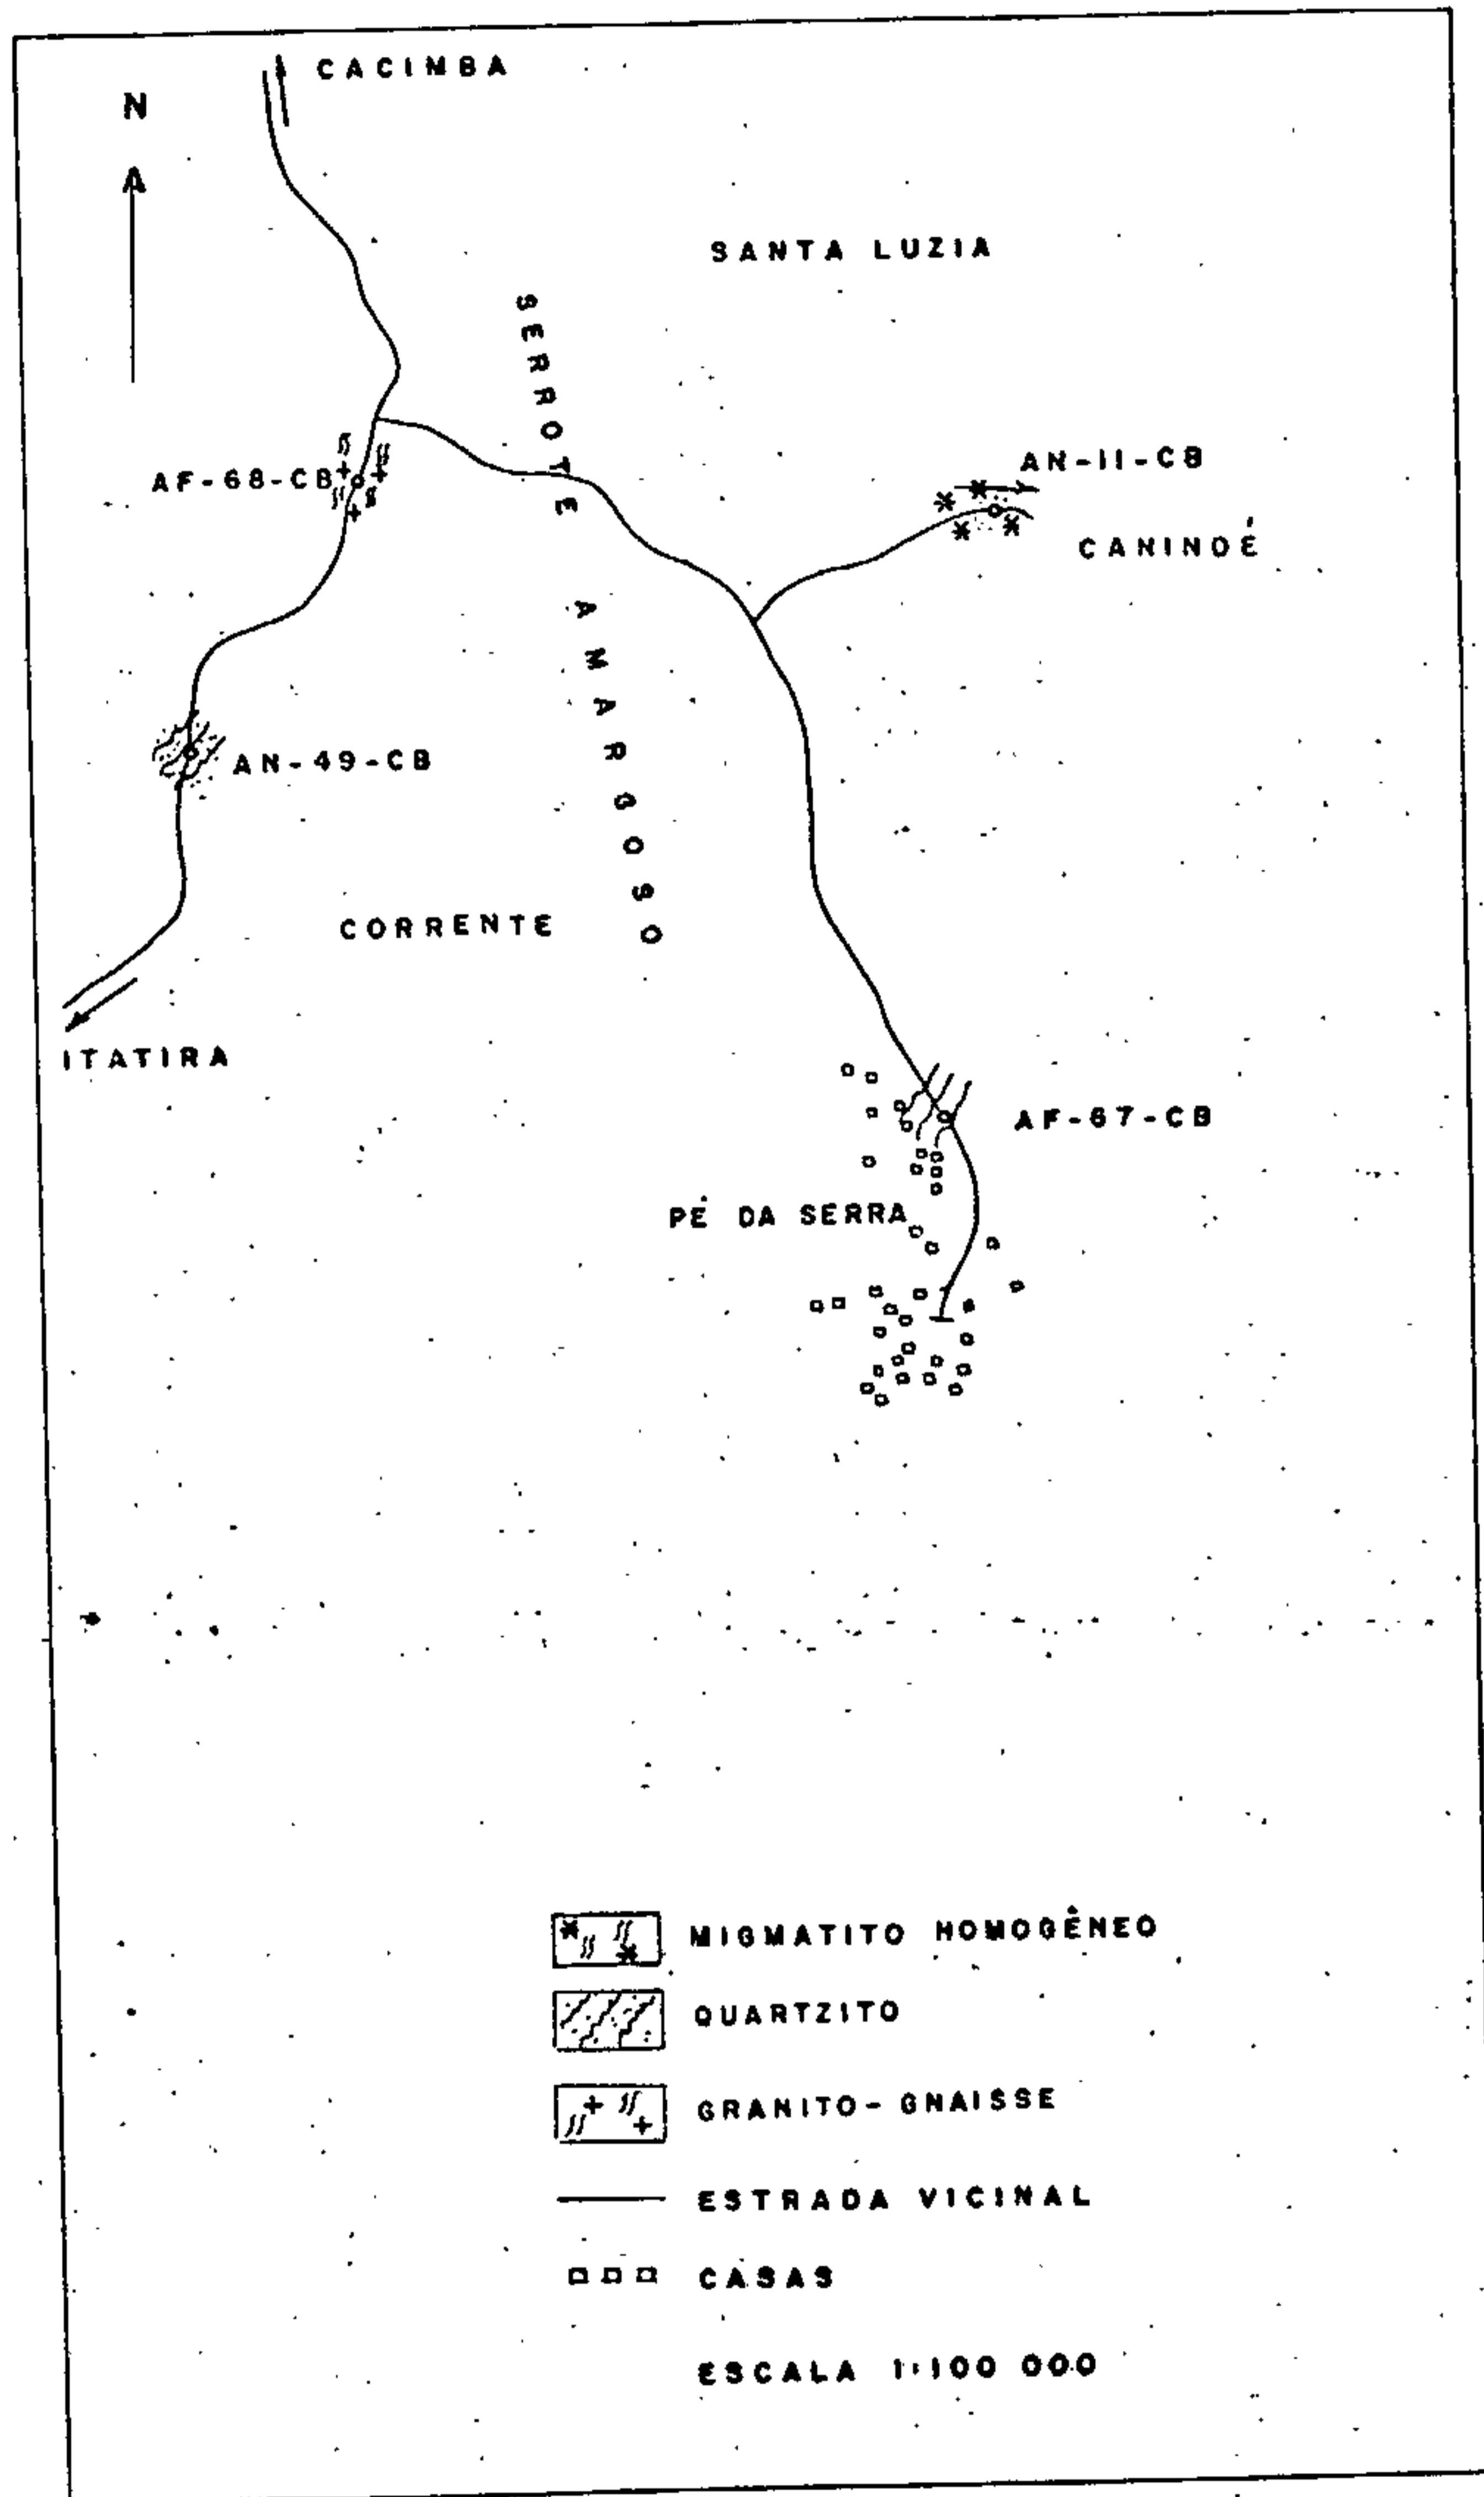 CACIMBA
N
SANTA LUZIA
SERROTE AMARGOSO
AN-11-CB
AF-68-CB
CANINDÉ
AN-49-CB
CORRENTE
ITATIRA
AF-67-CB
PÉ DA SERRA
MIGMATITO HOMOGÊNEO
QUARTZITO
GRANITO-GNAISSE
ESTRADA VICINAL
CASAS
ESCALA 1:100 000